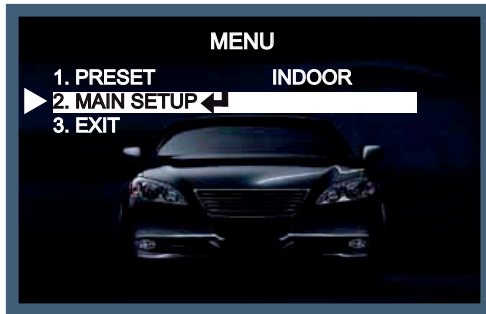 MENU
1. PRESET INDOOR
2. MAIN SETUP ↵
3. EXIT